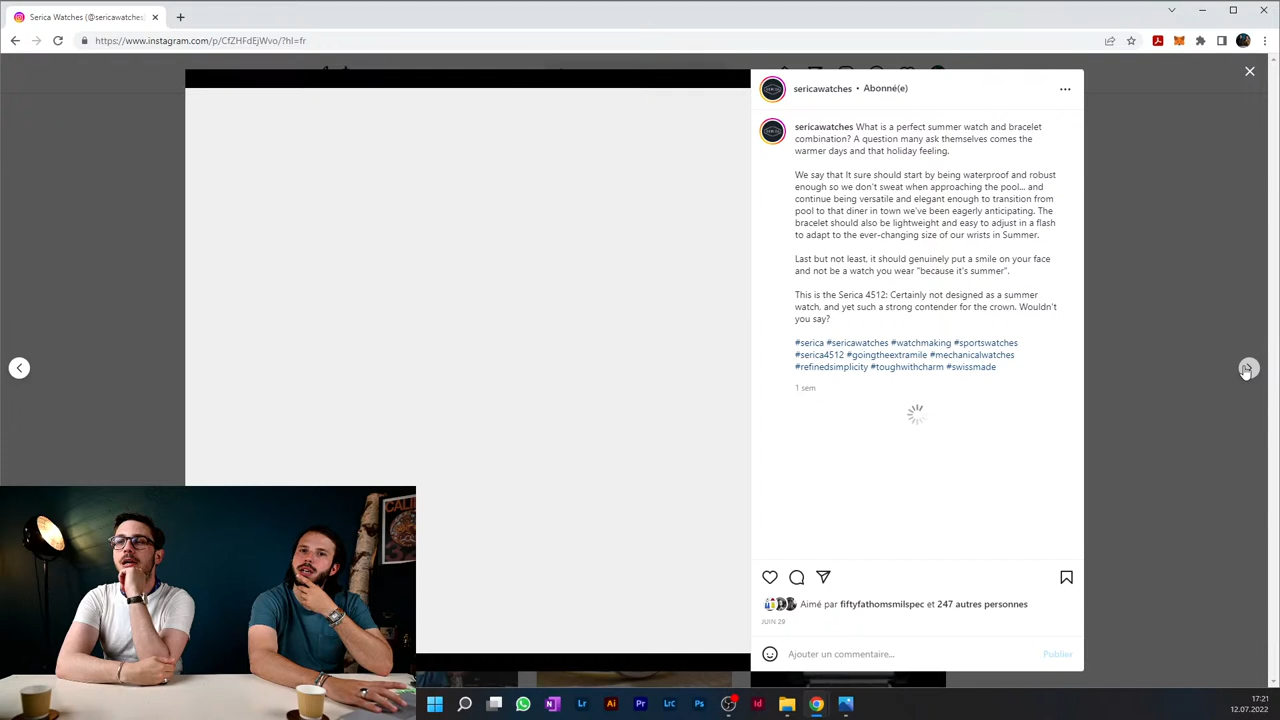 Serica Watches (@sericawatches)
https://www.instagram.com/p/CfZHFdEjWvo/?hl=fr
sericawatches • Abonné(e)
sericawatches What is a perfect summer watch and bracelet
combination? A question many ask themselves comes the
warmer days and that holiday feeling.
We say that It sure should start by being waterproof and robust
enough so we don't sweat when approaching the pool... and
continue being versatile and elegant enough to transition from
pool to that diner in town we've been eagerly anticipating. The
bracelet should also be lightweight and easy to adjust in a flash
to adapt to the ever-changing size of our wrists in Summer.
Last but not least, it should genuinely put a smile on your face
and not be a watch you wear "because it's summer".
This is the Serica 4512: Certainly not designed as a summer
watch, and yet such a strong contender for the crown. Wouldn't
you say?
#serica #sericawatches #watchmaking #sportswatches
#serica4512 #goingtheextramile #mechanicalwatches
#refinedsimplicity #toughwithcharm #swissmade
1 sem
Aimé par fiftyfathomsmilspec et 247 autres personnes
JUIN 29
Ajouter un commentaire... Publier
Lr Ai Pr Lrc Ps Id
17:21
12.07.2022